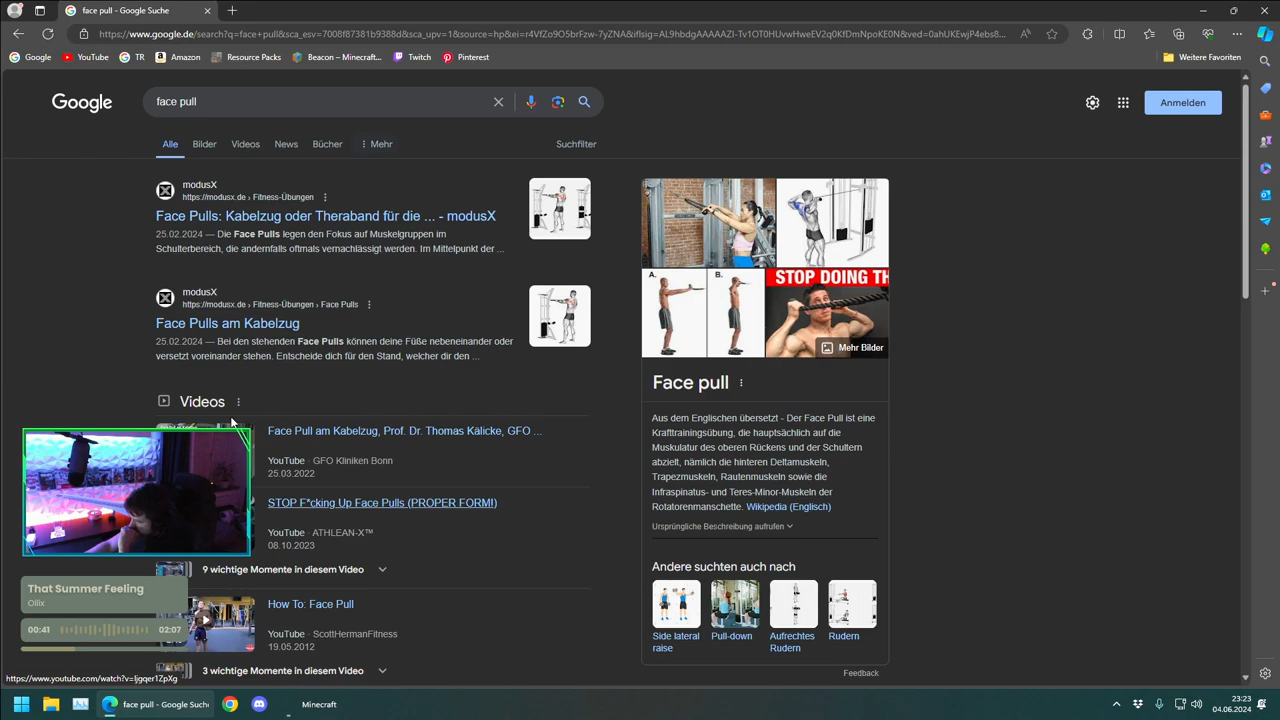 face pull - Google Suche
https://www.google.de/search?q=face+pull&sca_esv=7008f87381b9388d&sca_upv=1&source=hp&ei=r4VfZo9O5brFzw-7yZNA&iflsig=AL9hbdgAAAAAZI-Tv1OT0HUvwHweEV2q0KfDmNpoKE0N&ved=0ahUKEwjP4ebs8...
Google
YouTube
TR
Amazon
Resource Packs
Beacon – Minecraft...
Twitch
Pinterest
Weitere Favoriten
Google
face pull
Anmelden
Alle
Bilder
Videos
News
Bücher
Mehr
Suchfilter
modusX
https://modusx.de › Fitness-Übungen
Face Pulls: Kabelzug oder Theraband für die ... - modusX
25.02.2024 — Die Face Pulls legen den Fokus auf Muskelgruppen im
Schulterbereich, die andernfalls oftmals vernachlässigt werden. Im Mittelpunkt der ...
modusX
https://modusx.de › Fitness-Übungen › Face Pulls
Face Pulls am Kabelzug
25.02.2024 — Bei den stehenden Face Pulls können deine Füße nebeneinander oder
versetzt voreinander stehen. Entscheide dich für den Stand, welcher dir den ...
Videos
Face Pull am Kabelzug, Prof. Dr. Thomas Kälicke, GFO ...
YouTube · GFO Kliniken Bonn
25.03.2022
STOP F*cking Up Face Pulls (PROPER FORM!)
YouTube · ATHLEAN-X™
08.10.2023
9 wichtige Momente in diesem Video
How To: Face Pull
YouTube · ScottHermanFitness
19.05.2012
3 wichtige Momente in diesem Video
A.
B.
STOP DOING TH
Mehr Bilder
Face pull
Aus dem Englischen übersetzt - Der Face Pull ist eine
Krafttrainingsübung, die hauptsächlich auf die
Muskulatur des oberen Rückens und der Schultern
abzielt, nämlich die hinteren Deltamuskeln,
Trapezmuskeln, Rautenmuskeln sowie die
Infraspinatus- und Teres-Minor-Muskeln der
Rotatorenmanschette. Wikipedia (Englisch)
Ursprüngliche Beschreibung aufrufen
Andere suchten auch nach
Side lateral
raise
Pull-down
Aufrechtes
Rudern
Rudern
Feedback
That Summer Feeling
Ollix
00:41
02:07
https://www.youtube.com/watch?v=ljgqer1ZpXg
face pull - Google Suche
Minecraft
23:23
04.06.2024